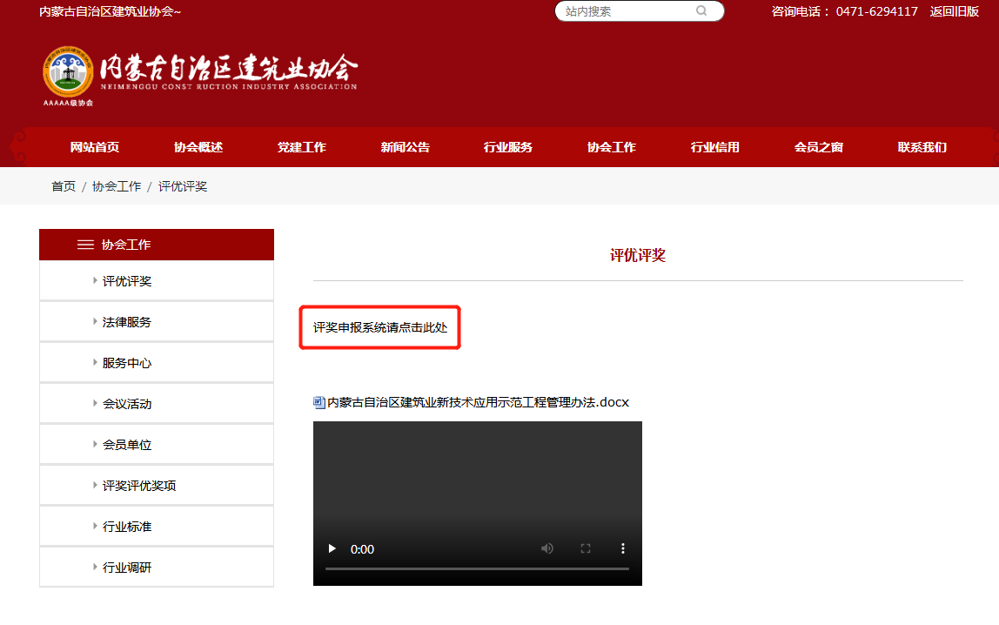 内蒙古自治区建筑业协会~
站内搜索
咨询电话： 0471-6294117 返回旧版
内蒙古自治区建筑业协会
NEIMENGGU CONST RUCTION INDUSTRY ASSOCIATION
AAAAA级协会
网站首页 协会概述 党建工作 新闻公告 行业服务 协会工作 行业信用 会员之窗 联系我们
首页 / 协会工作 / 评优评奖
协会工作
评优评奖
法律服务
服务中心
会议活动
会员单位
评奖评优奖项
行业标准
行业调研
评优评奖
评奖申报系统请点击此处
内蒙古自治区建筑业新技术应用示范工程管理办法.docx
0:00